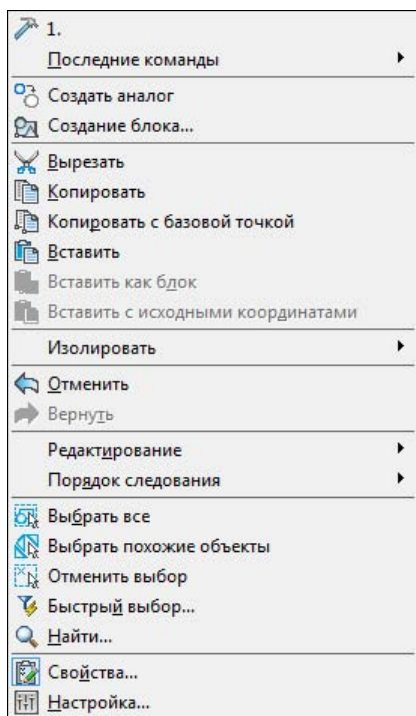 1.
Последние команды
Создать аналог
Создание блока...
Вырезать
Копировать
Копировать с базовой точкой
Вставить
Вставить как блок
Вставить с исходными координатами
Изолировать
Отменить
Вернуть
Редактирование
Порядок следования
Выбрать все
Выбрать похожие объекты
Отменить выбор
Быстрый выбор...
Найти...
Свойства...
Настройка...